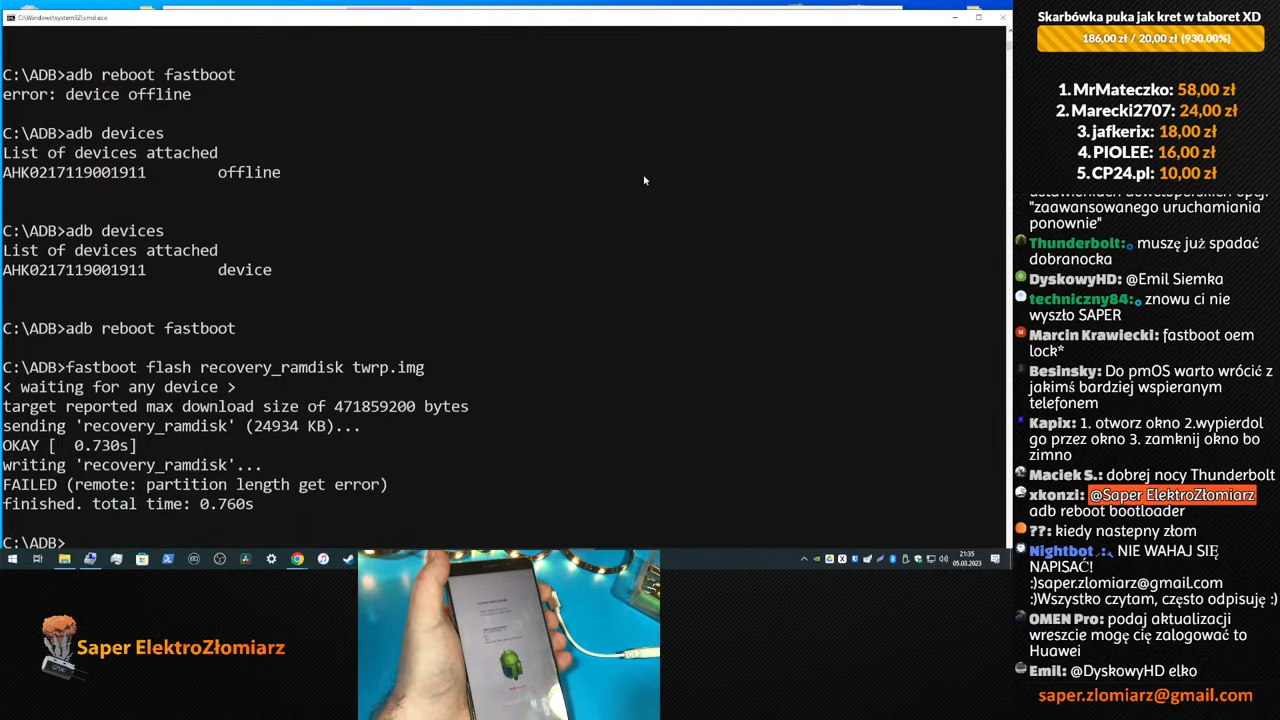 C:\Windows\system32\cmd.exe
C:\ADB>adb reboot fastboot
error: device offline
C:\ADB>adb devices
List of devices attached
AHK0217119001911 offline
C:\ADB>adb devices
List of devices attached
AHK0217119001911 device
C:\ADB>adb reboot fastboot
C:\ADB>fastboot flash recovery_ramdisk twrp.img
< waiting for any device >
target reported max download size of 471859200 bytes
sending 'recovery_ramdisk' (24934 KB)...
OKAY [  0.730s]
writing 'recovery_ramdisk'...
FAILED (remote: partition length get error)
finished. total time: 0.760s
C:\ADB>
21:35
05.03.2023
Saper ElektroZłomiarz
Skarbówka puka jak kret w taboret XD
186,00 zł / 20,00 zł (930.00%)
1. MrMateczko: 58,00 zł
2. Marecki2707: 24,00 zł
3. jafkerix: 18,00 zł
4. PIOLEE: 16,00 zł
5. CP24.pl: 10,00 zł
ustawieniach deweloperskich opcji
"zaawansowanego uruchamiania
ponownie"
Thunderbolt: muszę już spadać
dobranocka
DyskowyHD: @Emil Siemka
techniczny84: znowu ci nie
wyszło SAPER
Marcin Krawiecki: fastboot oem
lock*
Besinsky: Do pmOS warto wrócić z
jakimś bardziej wspieranym
telefonem
Kapix: 1. otworz okno 2.wypierdol
go przez okno 3. zamknij okno bo
zimno
Maciek S.: dobrej nocy Thunderbolt
xkonzi: @Saper ElektroZłomiarz
adb reboot bootloader
??: kiedy nastepny złom
Nightbot: NIE WAHAJ SIĘ
NAPISAĆ!
:)saper.zlomiarz@gmail.com
:)Wszystko czytam, często odpisuję :)
OMEN Pro: podaj aktualizacji
wreszcie mogę cię zalogować to
Huawei
Emil: @DyskowyHD elko
saper.zlomiarz@gmail.com